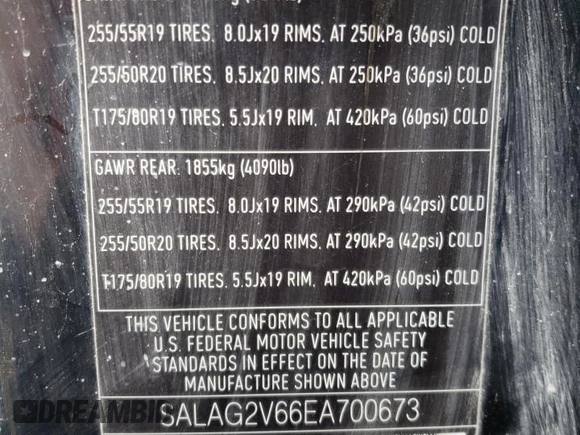 255/55R19 TIRES. 8.0Jx19 RIMS. AT 250kPa (36psi) COLD
255/50R20 TIRES. 8.5Jx20 RIMS. AT 250kPa (36psi) COLD
T175/80R19 TIRES. 5.5Jx19 RIM. AT 420kPa (60psi) COLD
GAWR REAR: 1855kg (4090lb)
255/55R19 TIRES. 8.0Jx19 RIMS. AT 290kPa (42psi) COLD
255/50R20 TIRES. 8.5Jx20 RIMS. AT 290kPa (42psi) COLD
T175/80R19 TIRES. 5.5Jx19 RIM. AT 420kPa (60psi) COLD
THIS VEHICLE CONFORMS TO ALL APPLICABLE
U.S. FEDERAL MOTOR VEHICLE SAFETY
STANDARDS IN EFFECT ON THE DATE OF
MANUFACTURE SHOWN ABOVE
SALAG2V66EA700673